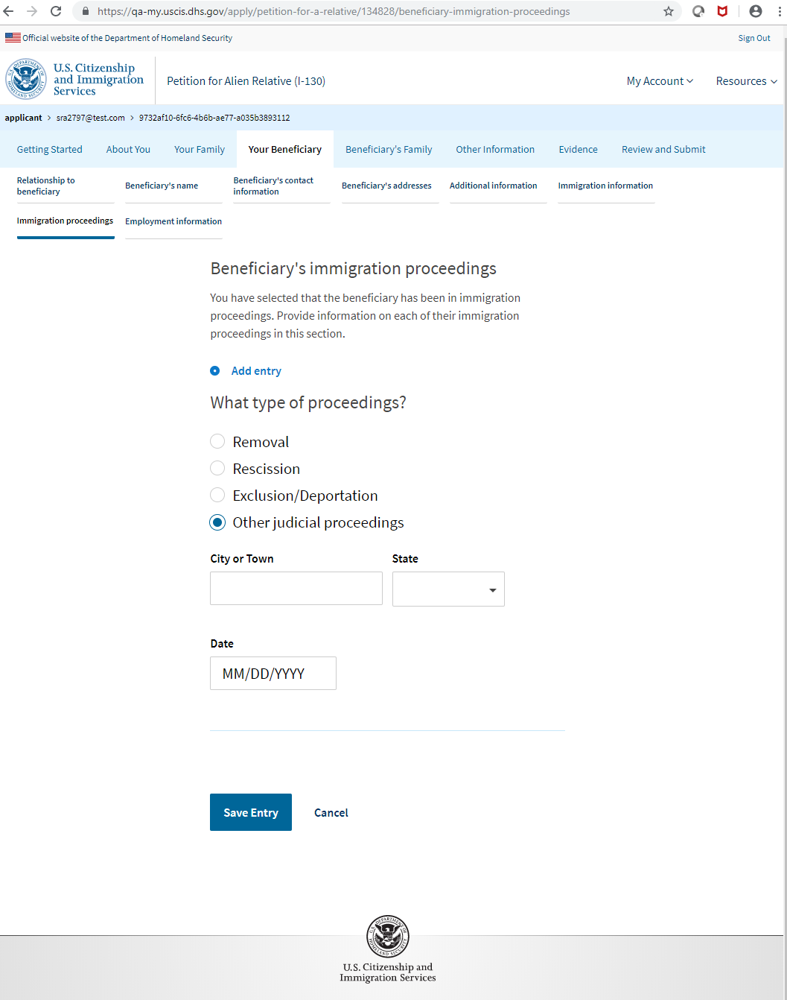 https://qa-my.uscis.dhs.gov/apply/petition-for-a-relative/134828/beneficiary-immigration-proceedings
Official website of the Department of Homeland Security
Sign Out
U.S. Citizenship
and Immigration
Services
Petition for Alien Relative (I-130)
My Account
Resources
applicant > sra2797@test.com > 9732af10-6fc6-4b6b-ae77-a035b3893112
Getting Started
About You
Your Family
Your Beneficiary
Beneficiary's Family
Other Information
Evidence
Review and Submit
Relationship to
beneficiary
Beneficiary's name
Beneficiary's contact
information
Beneficiary's addresses
Additional information
Immigration information
Immigration proceedings
Employment information
Beneficiary's immigration proceedings
You have selected that the beneficiary has been in immigration
proceedings. Provide information on each of their immigration
proceedings in this section.
Add entry
What type of proceedings?
Removal
Rescission
Exclusion/Deportation
Other judicial proceedings
City or Town
State
Date
MM/DD/YYYY
Save Entry
Cancel
U.S. DEPARTMENT OF
HOMELAND SECURITY
U.S. Citizenship and
Immigration Services